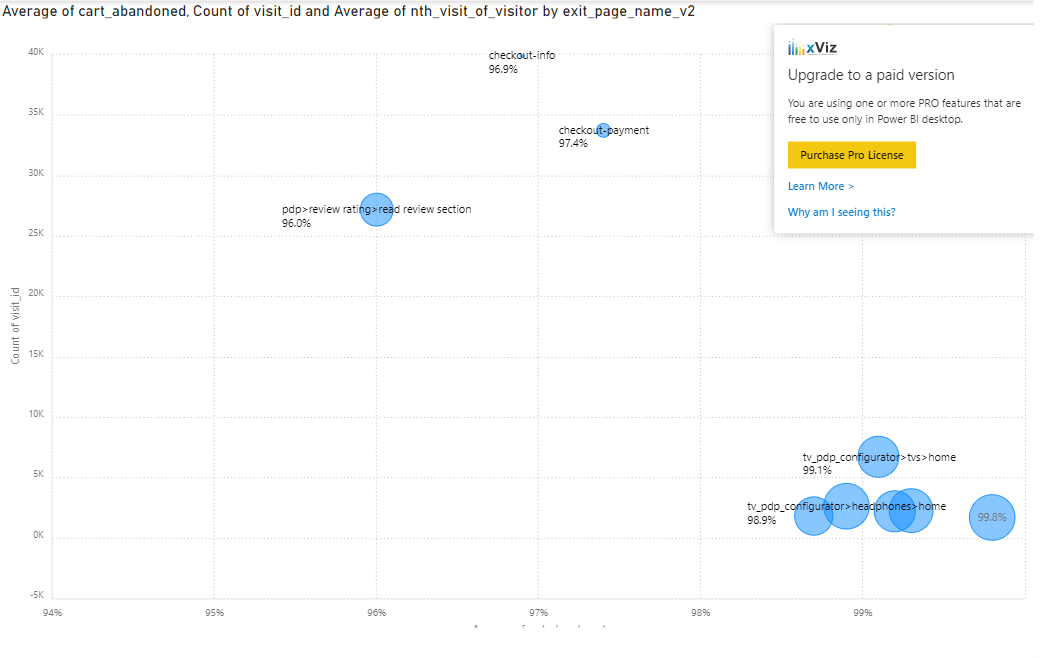 Average of cart_abandoned, Count of visit_id and Average of nth_visit_of_visitor by exit_page_name_v2
xViz
Upgrade to a paid version
You are using one or more PRO features that are
free to use only in Power BI desktop.
Purchase Pro License
Learn More >
Why am I seeing this?
40K
35K
30K
25K
20K
15K
10K
5K
0K
-5K
Count of visit_id
checkout-info
96.9%
checkout-payment
97.4%
pdp>review rating>read review section
96.0%
tv_pdp_configurator>tvs>home
99.1%
tv_pdp_configurator>headphones>home
98.9%
99.8%
94%
95%
96%
97%
98%
99%